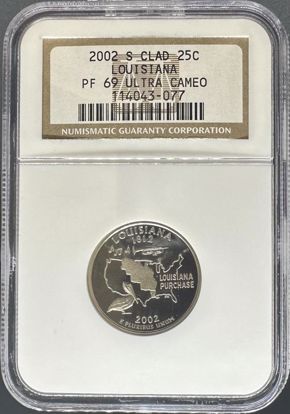 2002 S CLAD 25C
LOUISIANA
PF 69 ULTRA CAMEO
114043-077
NUMISMATIC GUARANTY CORPORATION
LOUISIANA
1812
LOUISIANA
PURCHASE
2002
E PLURIBUS UNUM